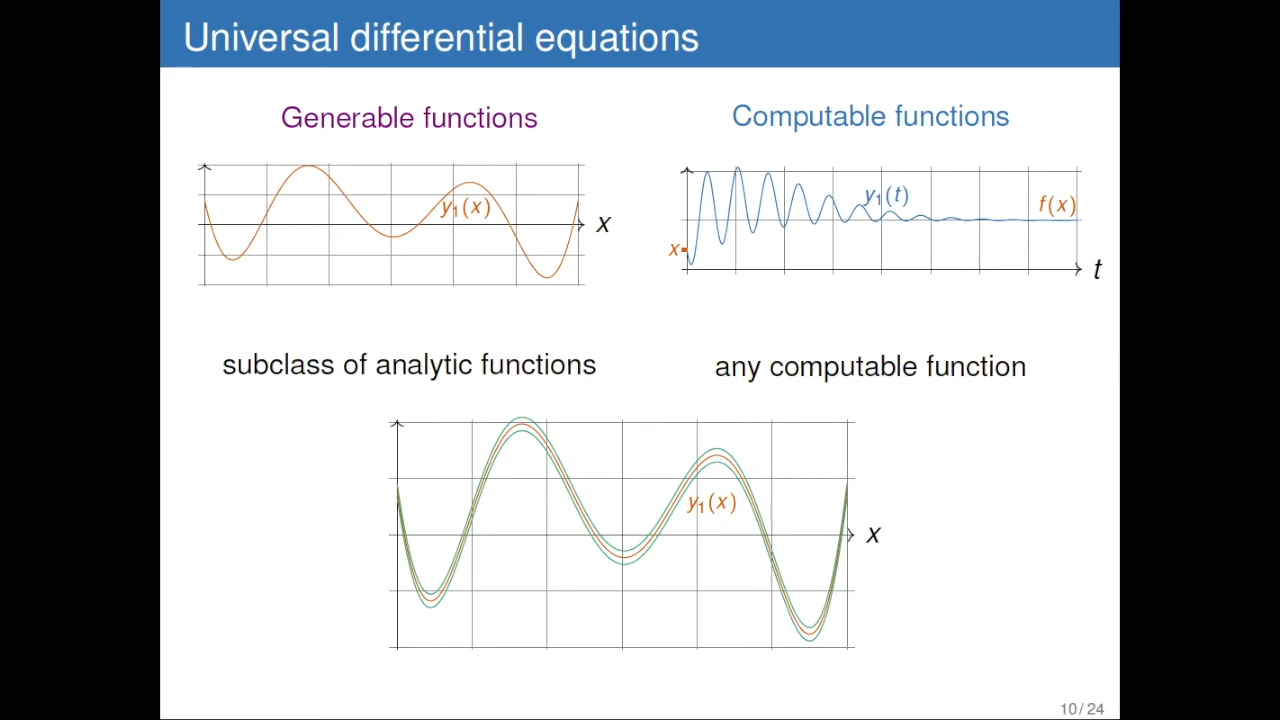 Universal differential equations
Generable functions
Computable functions
y₁(x)
x
y₁(t)
f(x)
x
t
subclass of analytic functions
any computable function
y₁(x)
x
10/24